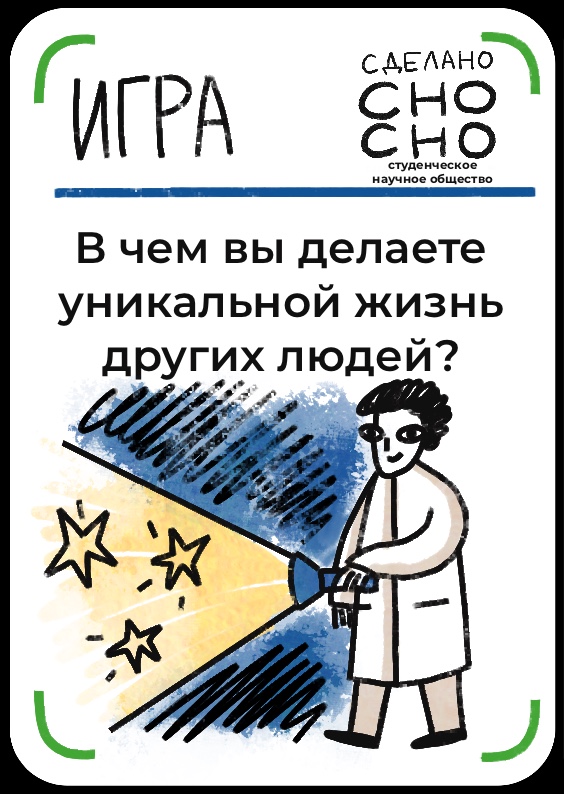 ИГРА
СДЕЛАНО
СНО
СНО
студенческое
научное общество
В чем вы делаете
уникальной жизнь
других людей?